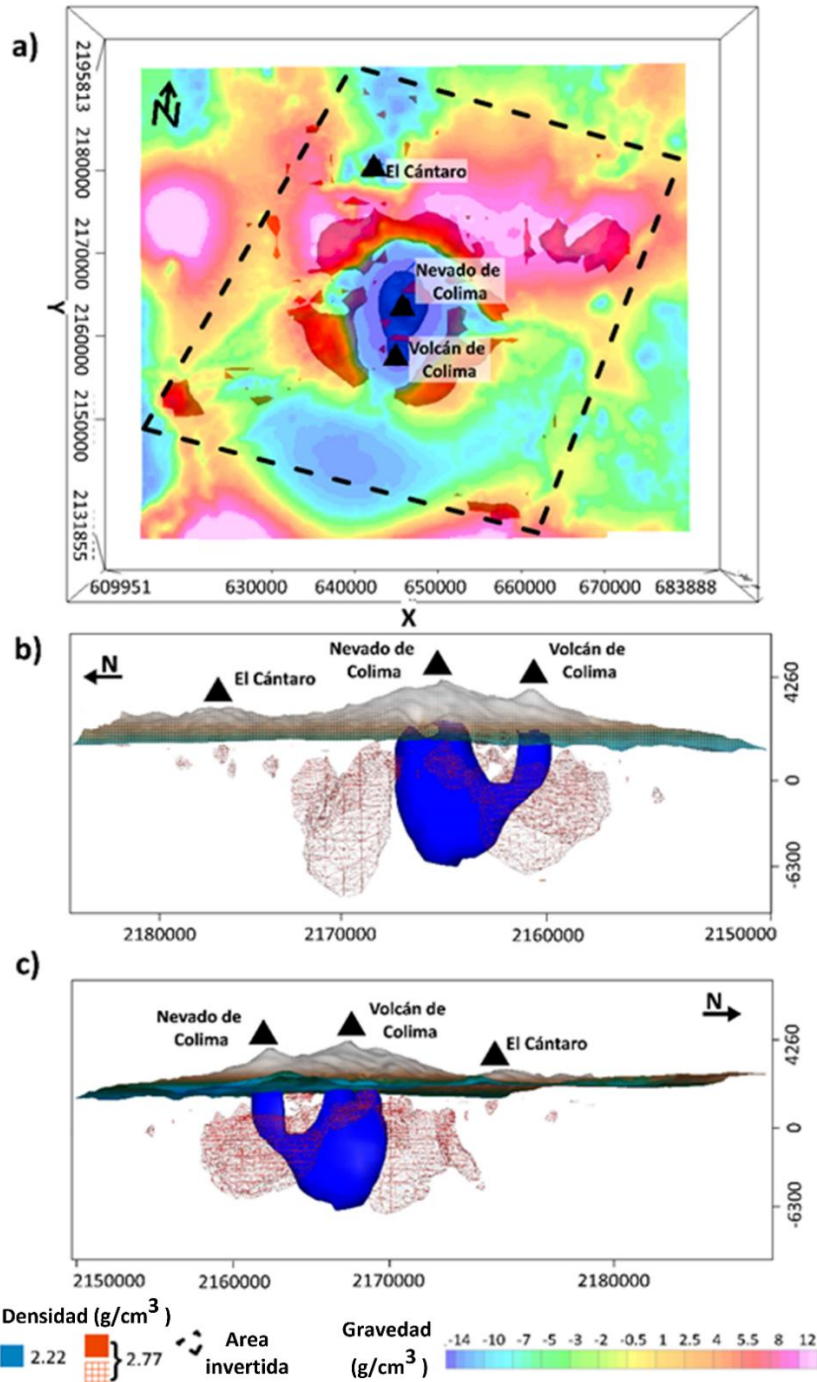 a)
N
2195813
2180000
2170000
2160000
2150000
2131855
Y
El Cántaro
Nevado de
Colima
Volcán de
Colima
609951
630000
640000
650000
660000
670000
683888
X
b)
N
El Cántaro
Nevado de
Colima
Volcán de
Colima
4260
0
-6300
2180000
2170000
2160000
2150000
c)
Nevado de
Colima
Volcán de
Colima
El Cántaro
N
4260
0
-6300
2150000
2160000
2170000
2180000
Densidad (g/cm³ )
2.22
} 2.77
Area
invertida
Gravedad
(g/cm³ )
-14 -10 -7 -5 -3 -2 -0.5 1 2.5 4 5.5 8 12